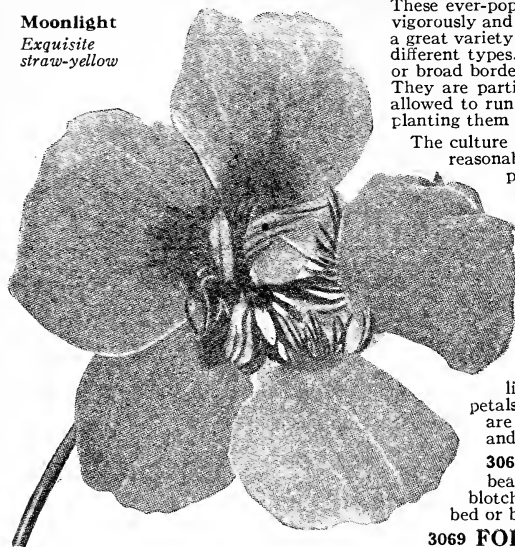 Moonlight
Exquisite
straw-yellow
These ever-pop
vigorously and
a great variety
different types.
or broad borde
They are parti
allowed to run
planting them
The culture
reasonab
p
li
petals
are
and
306
bea
blotch
bed or b
3069 FOI